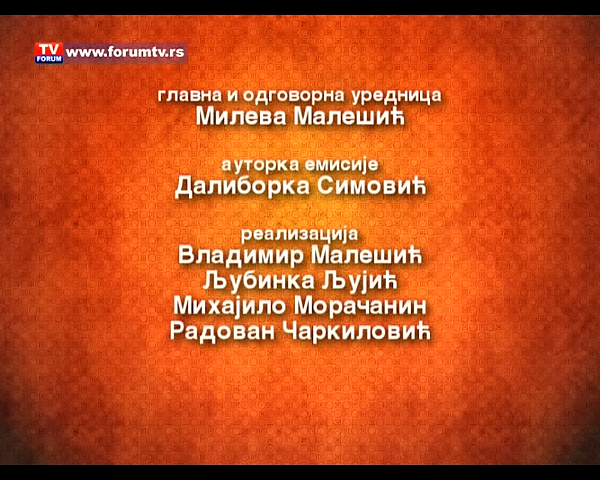 TV FORUM www.forumtv.rs
главна и одговорна уредница
Милева Малешић
ауторка емисије
Далиборка Симовић
реализација
Владимир Малешић
Љубинка Љујић
Михајило Морачанин
Радован Чаркиловић